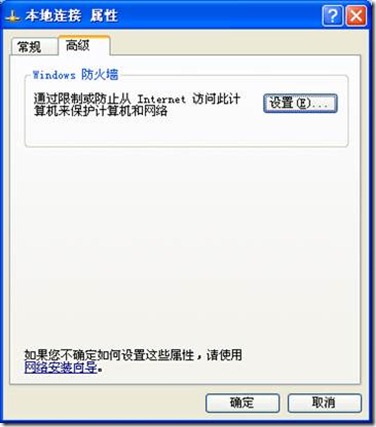 本地连接 属性
常规
高级
Windows 防火墙
通过限制或防止从 Internet 访问此计
算机来保护计算机和网络
设置(E)...
如果您不确定如何设置这些属性，请使用
网络安装向导。
确定
取消